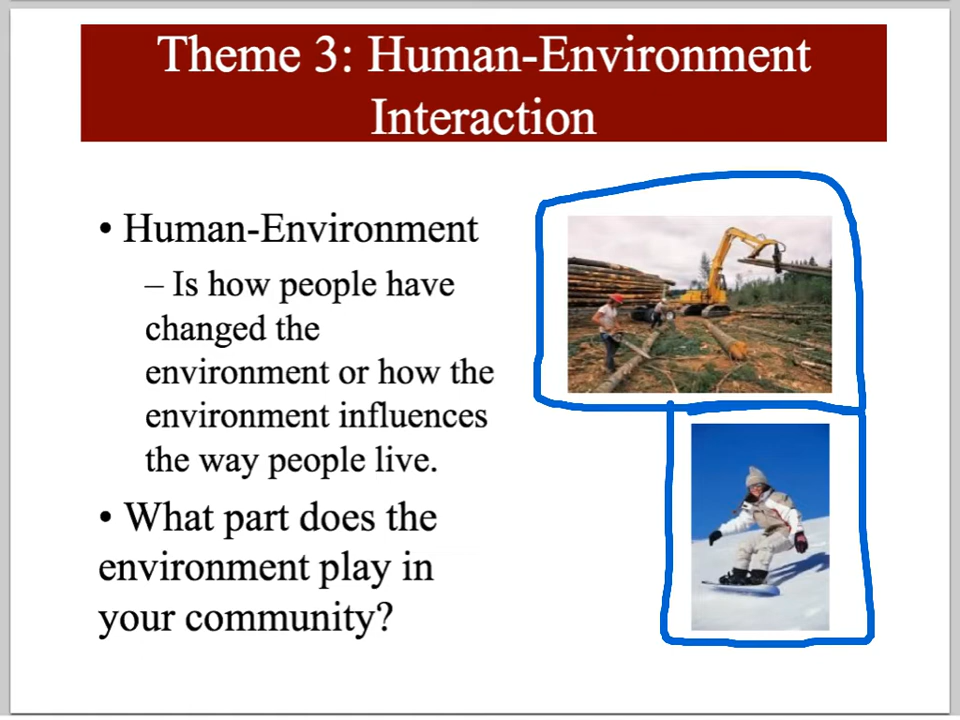 Theme 3: Human-Environment
Interaction
• Human-Environment
– Is how people have
changed the
environment or how the
environment influences
the way people live.
• What part does the
environment play in
your community?